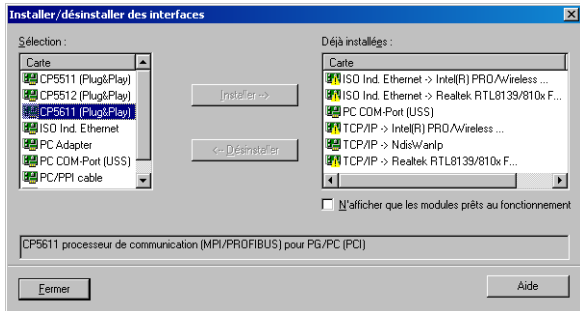 Installer/désinstaller des interfaces
Sélection :
Carte
CP5511 (Plug&Play)
CP5512 (Plug&Play)
CP5611 (Plug&Play)
ISO Ind. Ethernet
PC Adapter
PC COM-Port (USS)
PC/PPI cable
Installer -->
<-- Désinstaller
Déjà installées :
Carte
ISO Ind. Ethernet -> Intel(R) PRO/Wireless ...
ISO Ind. Ethernet -> Realtek RTL8139/810x F...
PC COM-Port (USS)
TCP/IP -> Intel(R) PRO/Wireless ...
TCP/IP -> NdisWanIp
TCP/IP -> Realtek RTL8139/810x F...
N'afficher que les modules prêts au fonctionnement
CP5611 processeur de communication (MPI/PROFIBUS) pour PG/PC (PCI)
Fermer
Aide